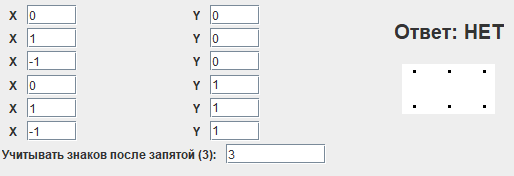 X 0 Y 0
X 1 Y 0
X -1 Y 0
X 0 Y 1
X 1 Y 1
X -1 Y 1
Учитывать знаков после запятой (3): 3
Ответ: НЕТ